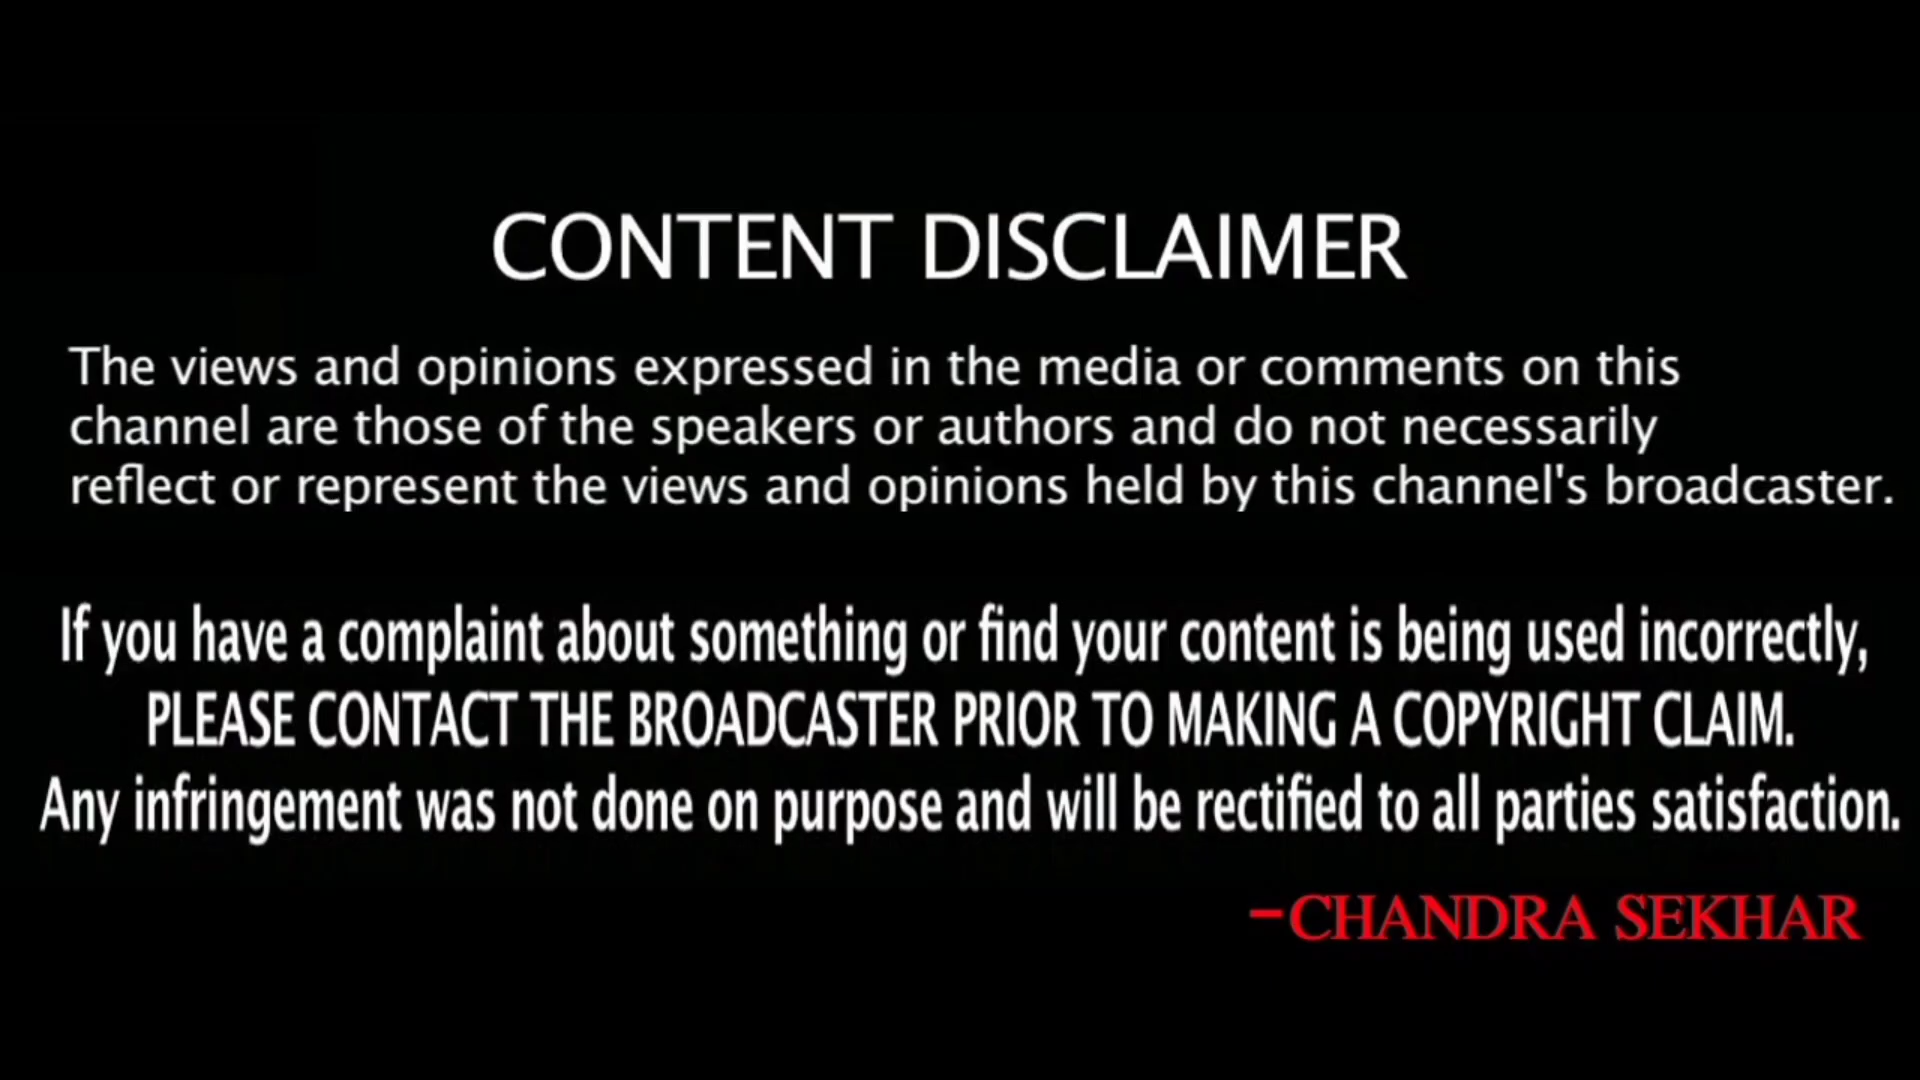 CONTENT DISCLAIMER
The views and opinions expressed in the media or comments on this
channel are those of the speakers or authors and do not necessarily
reflect or represent the views and opinions held by this channel's broadcaster.
If you have a complaint about something or find your content is being used incorrectly,
PLEASE CONTACT THE BROADCASTER PRIOR TO MAKING A COPYRIGHT CLAIM.
Any infringement was not done on purpose and will be rectified to all parties satisfaction.
-CHANDRA SEKHAR